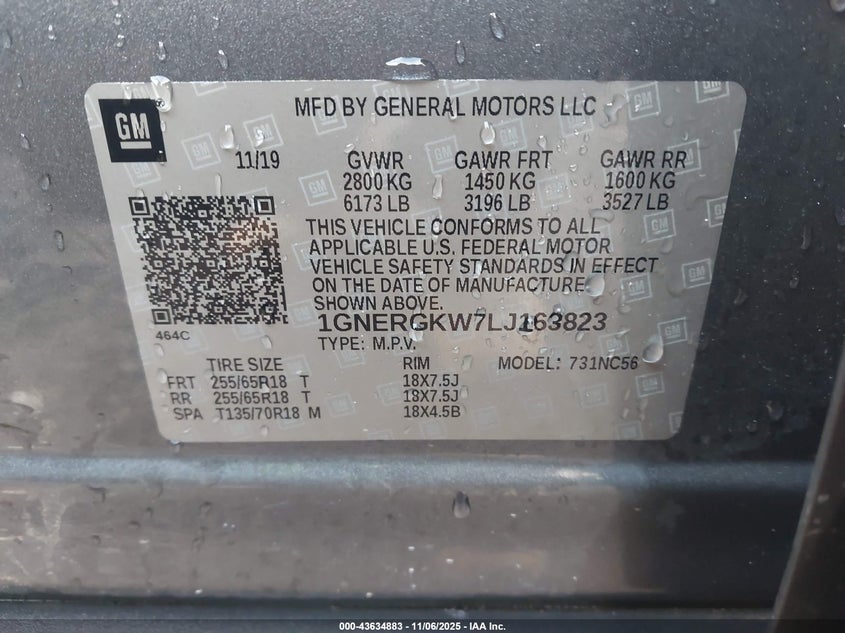 GM
MFD BY GENERAL MOTORS LLC
11/19 GVWR GAWR FRT GAWR RR
2800 KG 1450 KG 1600 KG
6173 LB 3196 LB 3527 LB
THIS VEHICLE CONFORMS TO ALL
APPLICABLE U.S. FEDERAL MOTOR
VEHICLE SAFETY STANDARDS IN EFFECT
ON THE DATE OF MANUFACTURE
SHOWN ABOVE.
464C
1GNERGKW7LJ163823
TYPE: M.P.V.
TIRE SIZE RIM MODEL: 731NC56
FRT 255/65R18 T 18X7.5J
RR 255/65R18 T 18X7.5J
SPA T135/70R18 M 18X4.5B
000-43634883 - 11/06/2025 - IAA Inc.